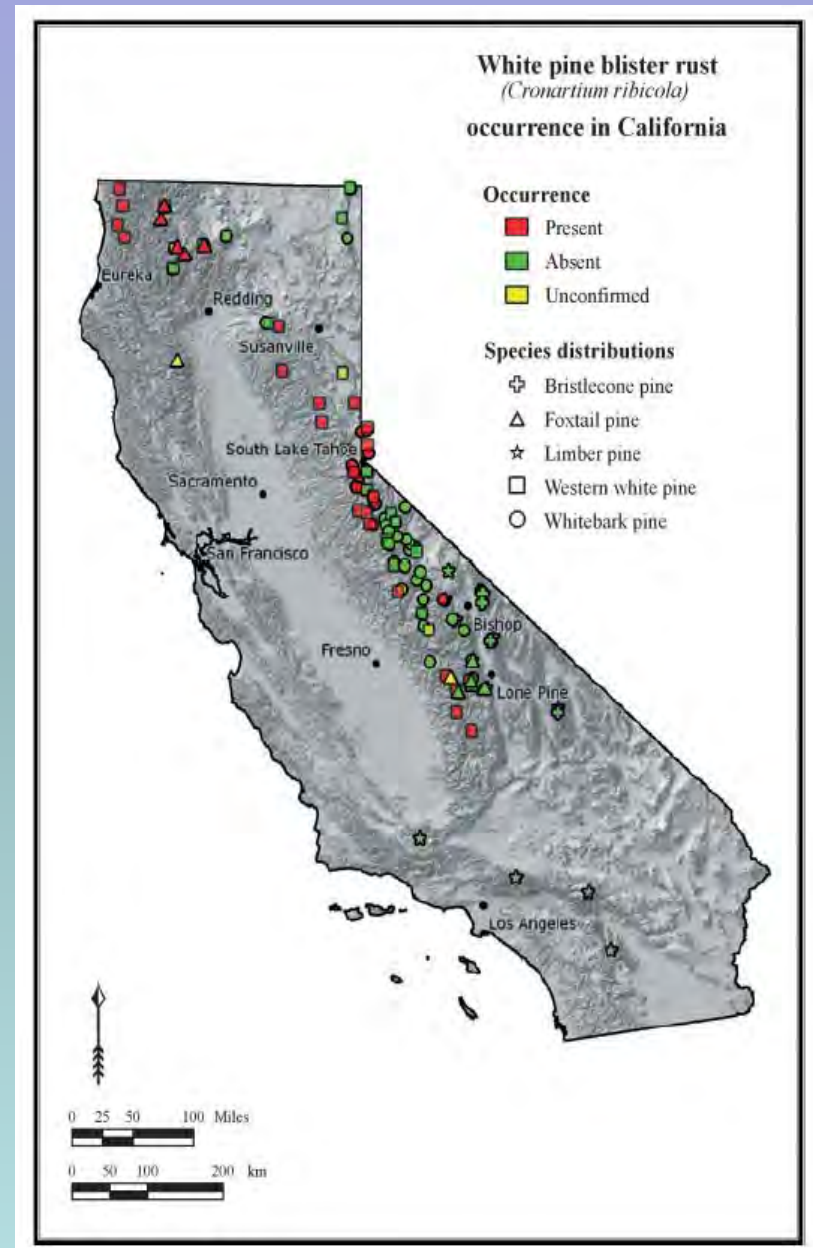 White pine blister rust
(Cronartium ribicola)
occurrence in California
Occurrence
Present
Absent
Unconfirmed
Species distributions
Bristlecone pine
Foxtail pine
Limber pine
Western white pine
Whitebark pine
Eureka
Redding
Susanville
South Lake Tahoe
Sacramento
San Francisco
Bishop
Fresno
Lone Pine
Los Angeles
0 25 50 100 Miles
0 50 100 200 km